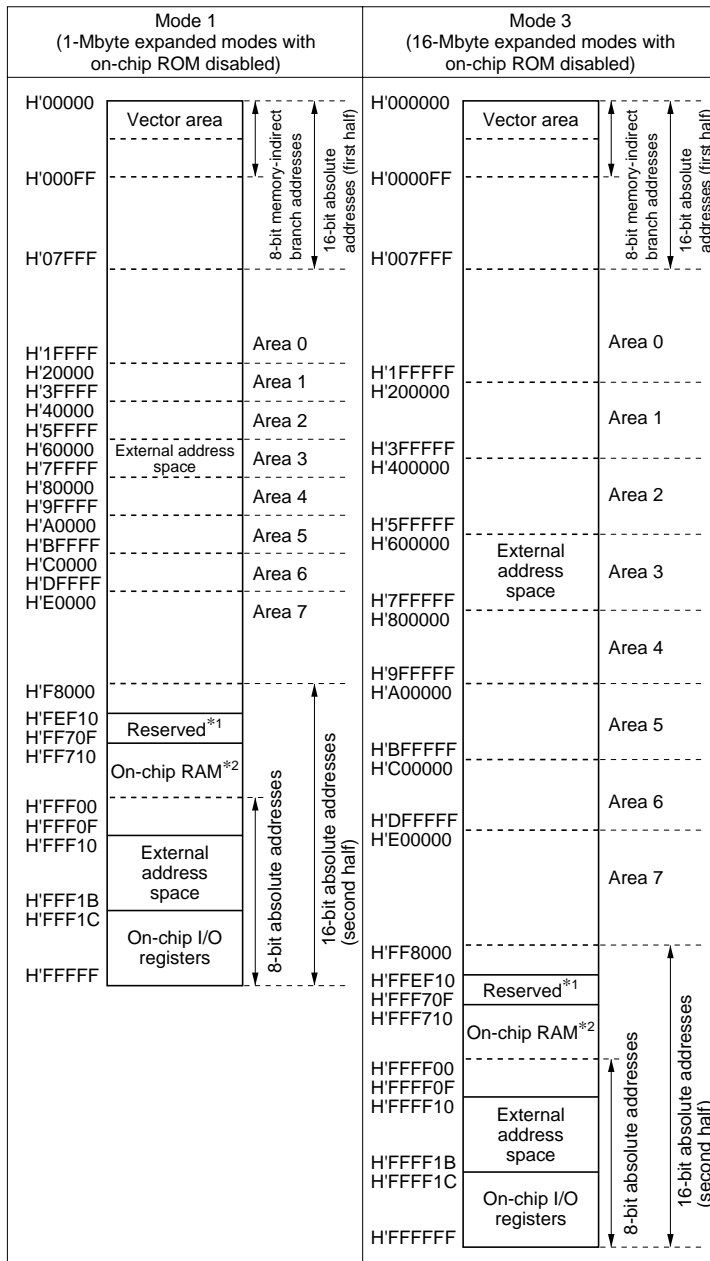 Mode 1
(1-Mbyte expanded modes with
on-chip ROM disabled)
H'00000
Vector area
H'000FF
8-bit memory-indirect
branch addresses
16-bit absolute
addresses (first half)
H'07FFF
Area 0
H'1FFFF
H'20000
Area 1
H'3FFFF
H'40000
Area 2
H'5FFFF
H'60000
External address
space
Area 3
H'7FFFF
H'80000
Area 4
H'9FFFF
H'A0000
Area 5
H'BFFFF
H'C0000
Area 6
H'DFFFF
H'E0000
Area 7
H'F8000
H'FEF10
Reserved*1
H'FF70F
H'FF710
On-chip RAM*2
H'FFF00
H'FFF0F
H'FFF10
External
address
space
H'FFF1B
H'FFF1C
On-chip I/O
registers
H'FFFFF
8-bit absolute addresses
16-bit absolute addresses
(second half)
Mode 3
(16-Mbyte expanded modes with
on-chip ROM disabled)
H'000000
Vector area
H'0000FF
8-bit memory-indirect
branch addresses
16-bit absolute
addresses (first half)
H'007FFF
Area 0
H'1FFFFF
H'200000
Area 1
H'3FFFFF
H'400000
Area 2
H'5FFFFF
H'600000
External
address
space
Area 3
H'7FFFFF
H'800000
Area 4
H'9FFFFF
H'A00000
Area 5
H'BFFFFF
H'C00000
Area 6
H'DFFFFF
H'E00000
Area 7
H'FF8000
H'FFEF10
Reserved*1
H'FFF70F
H'FFF710
On-chip RAM*2
H'FFFF00
H'FFFF0F
H'FFFF10
External
address
space
H'FFFF1B
H'FFFF1C
On-chip I/O
registers
H'FFFFFF
8-bit absolute addresses
16-bit absolute addresses
(second half)